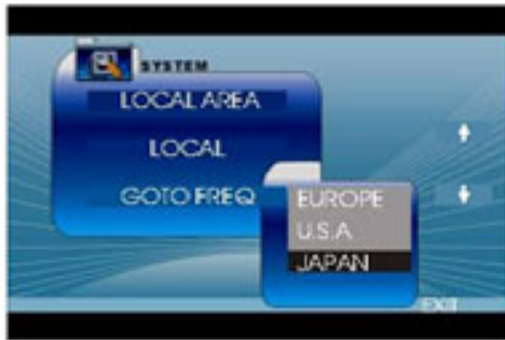 SYSTEM
LOCAL AREA
LOCAL
GOTO FREQ
EUROPE
U.S.A
JAPAN
EXIT